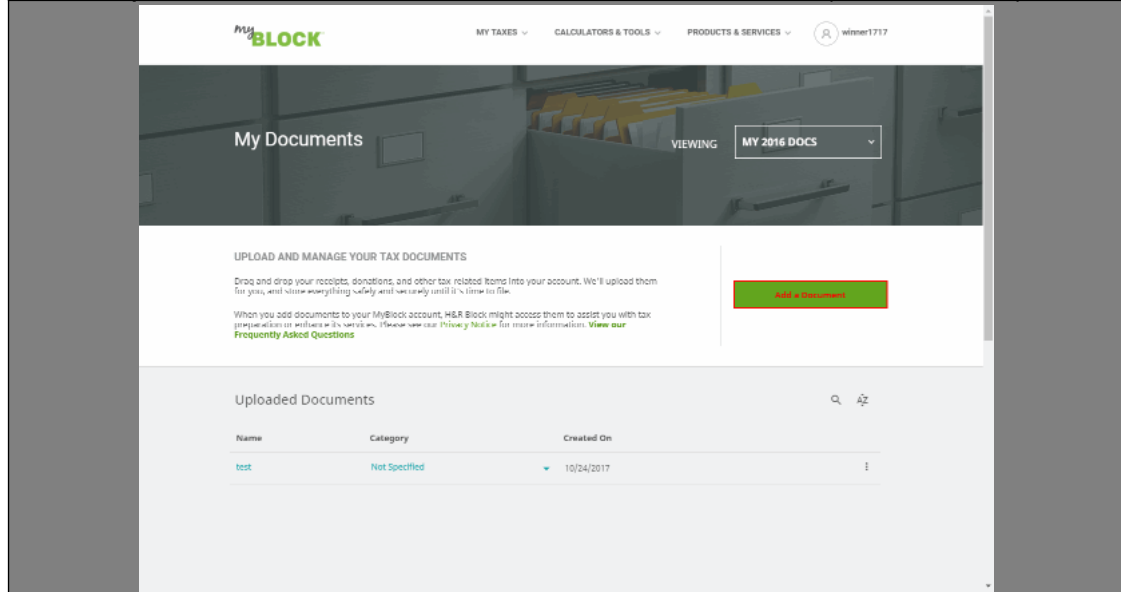 my BLOCK
MY TAXES
CALCULATORS & TOOLS
PRODUCTS & SERVICES
winner1717
My Documents
VIEWING
MY 2016 DOCS
UPLOAD AND MANAGE YOUR TAX DOCUMENTS
Drag and drop your receipts, donations, and other tax related items into your account. We'll upload them
for you, and store everything safely and securely until it's time to file.
When you add documents to your MyBlock account, H&R Block might access them to assist you with tax
preparation or enhance its services. Please see our Privacy Notice for more information. View our
Frequently Asked Questions
Add a Document
Uploaded Documents
AZ
Name Category Created On
test Not Specified 10/24/2017